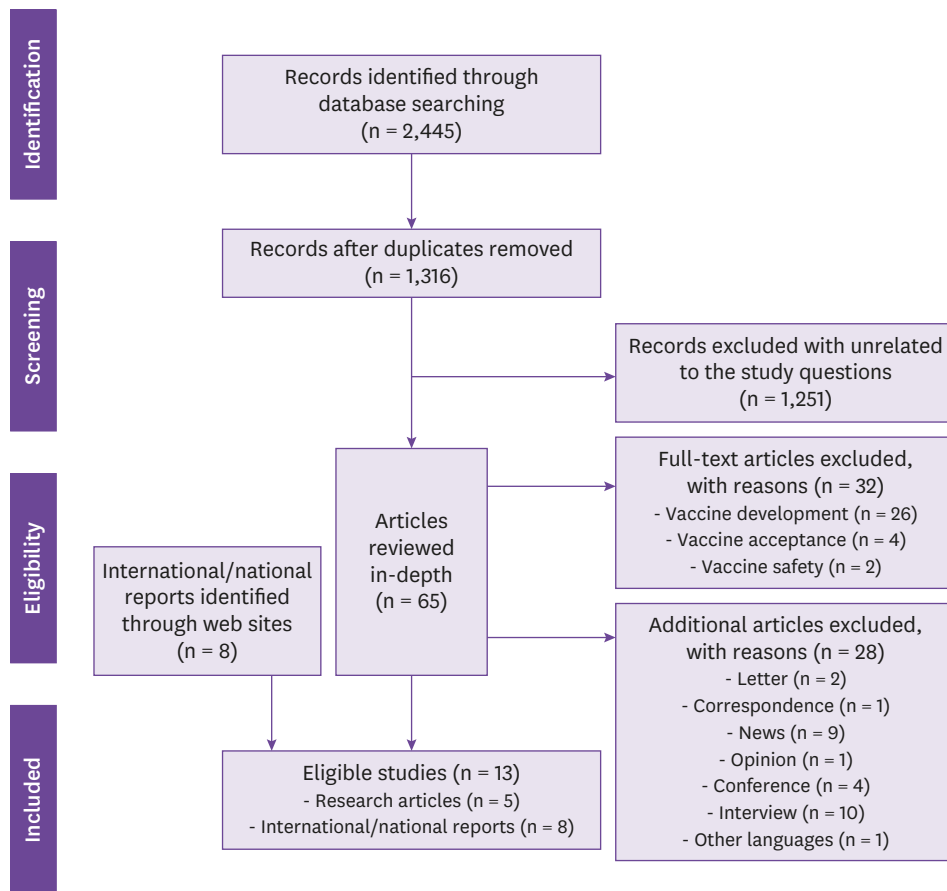 Identification
Records identified through
database searching
(n = 2,445)
Screening
Records after duplicates removed
(n = 1,316)
Records excluded with unrelated
to the study questions
(n = 1,251)
Eligibility
Articles
reviewed
in-depth
(n = 65)
Full-text articles excluded,
with reasons (n = 32)
- Vaccine development (n = 26)
- Vaccine acceptance (n = 4)
- Vaccine safety (n = 2)
International/national
reports identified
through web sites
(n = 8)
Additional articles excluded,
with reasons (n = 28)
- Letter (n = 2)
- Correspondence (n = 1)
- News (n = 9)
- Opinion (n = 1)
- Conference (n = 4)
- Interview (n = 10)
- Other languages (n = 1)
Included
Eligible studies (n = 13)
- Research articles (n = 5)
- International/national reports (n = 8)